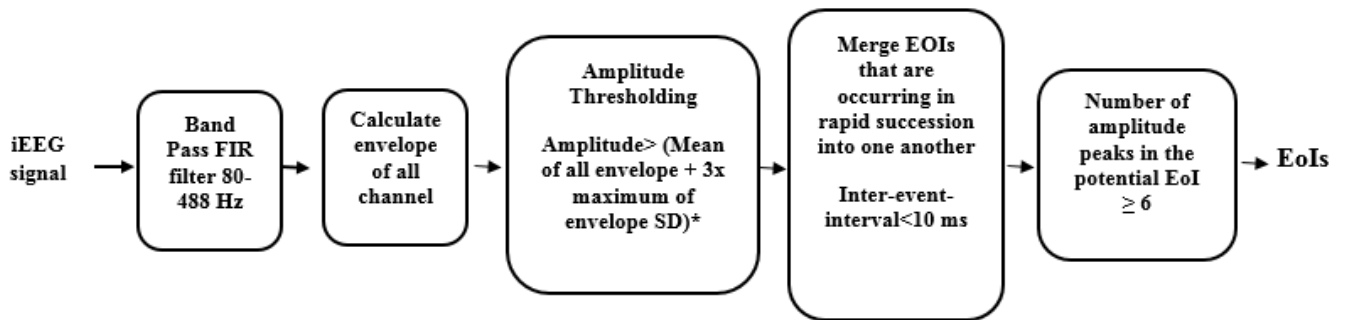 iEEG
signal
Band
Pass FIR
filter 80-
488 Hz
Calculate
envelope
of all
channel
Amplitude
Thresholding
Amplitude> (Mean
of all envelope + 3x
maximum of
envelope SD)*
Merge EOIs
that are
occurring in
rapid succession
into one another
Inter-event-
interval<10 ms
Number of
amplitude
peaks in the
potential EoI
≥ 6
EoIs